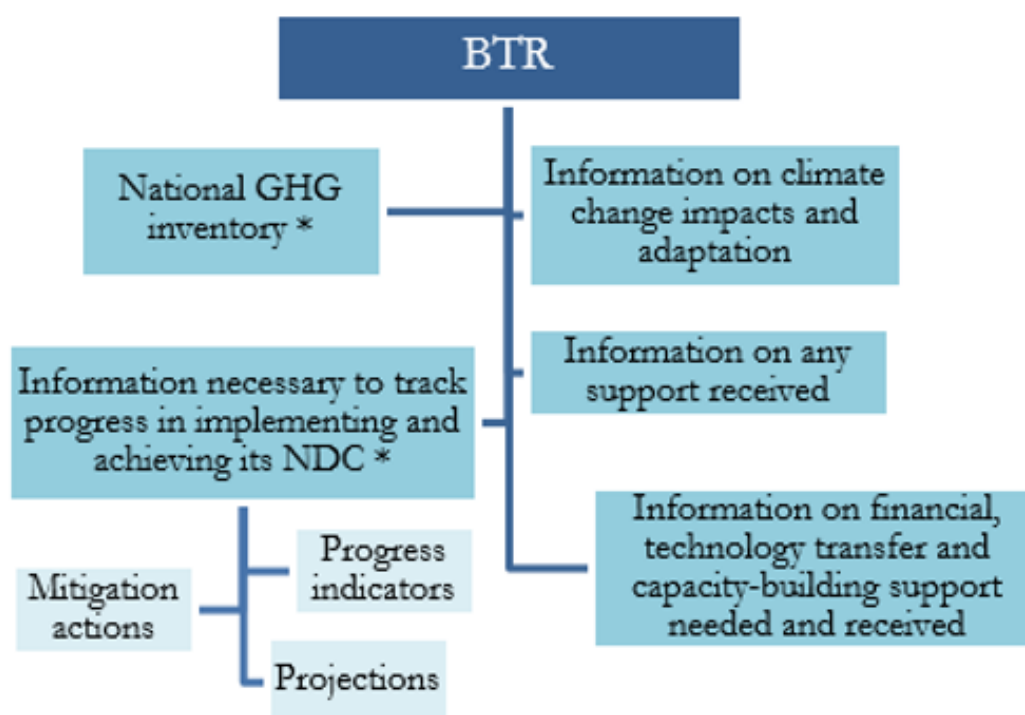 BTR
National GHG
inventory *
Information on climate
change impacts and
adaptation
Information on any
support received
Information necessary to track
progress in implementing and
achieving its NDC *
Information on financial,
technology transfer and
capacity-building support
needed and received
Progress
indicators
Mitigation
actions
Projections